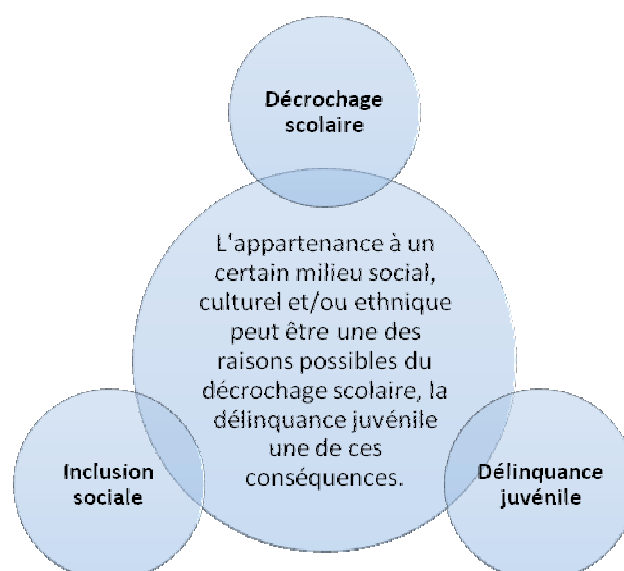 Décrochage
scolaire
L'appartenance à un
certain milieu social,
culturel et/ou ethnique
peut être une des
raisons possibles du
décrochage scolaire, la
délinquance juvénile
une de ces
conséquences.
Inclusion
sociale
Délinquance
juvénile